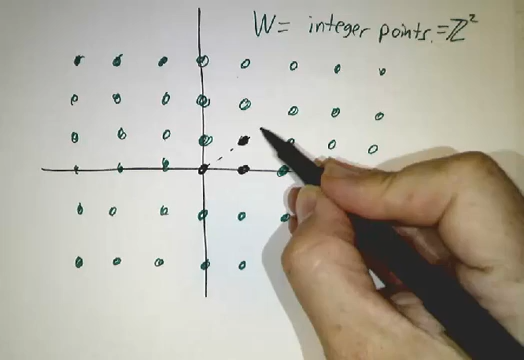 W = integer points. = ℤ²